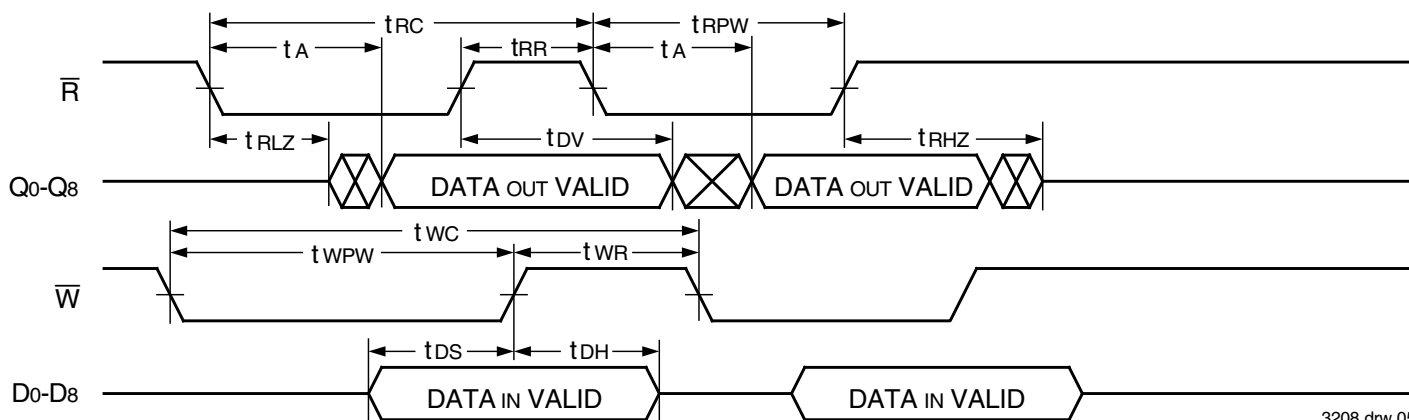 tRC tRPW
tA tRR tA
R̅
tRLZ tDV tRHZ
Q0-Q8 DATA OUT VALID DATA OUT VALID
tWC
tWPW tWR
W̅
tDS tDH
D0-D8 DATA IN VALID DATA IN VALID